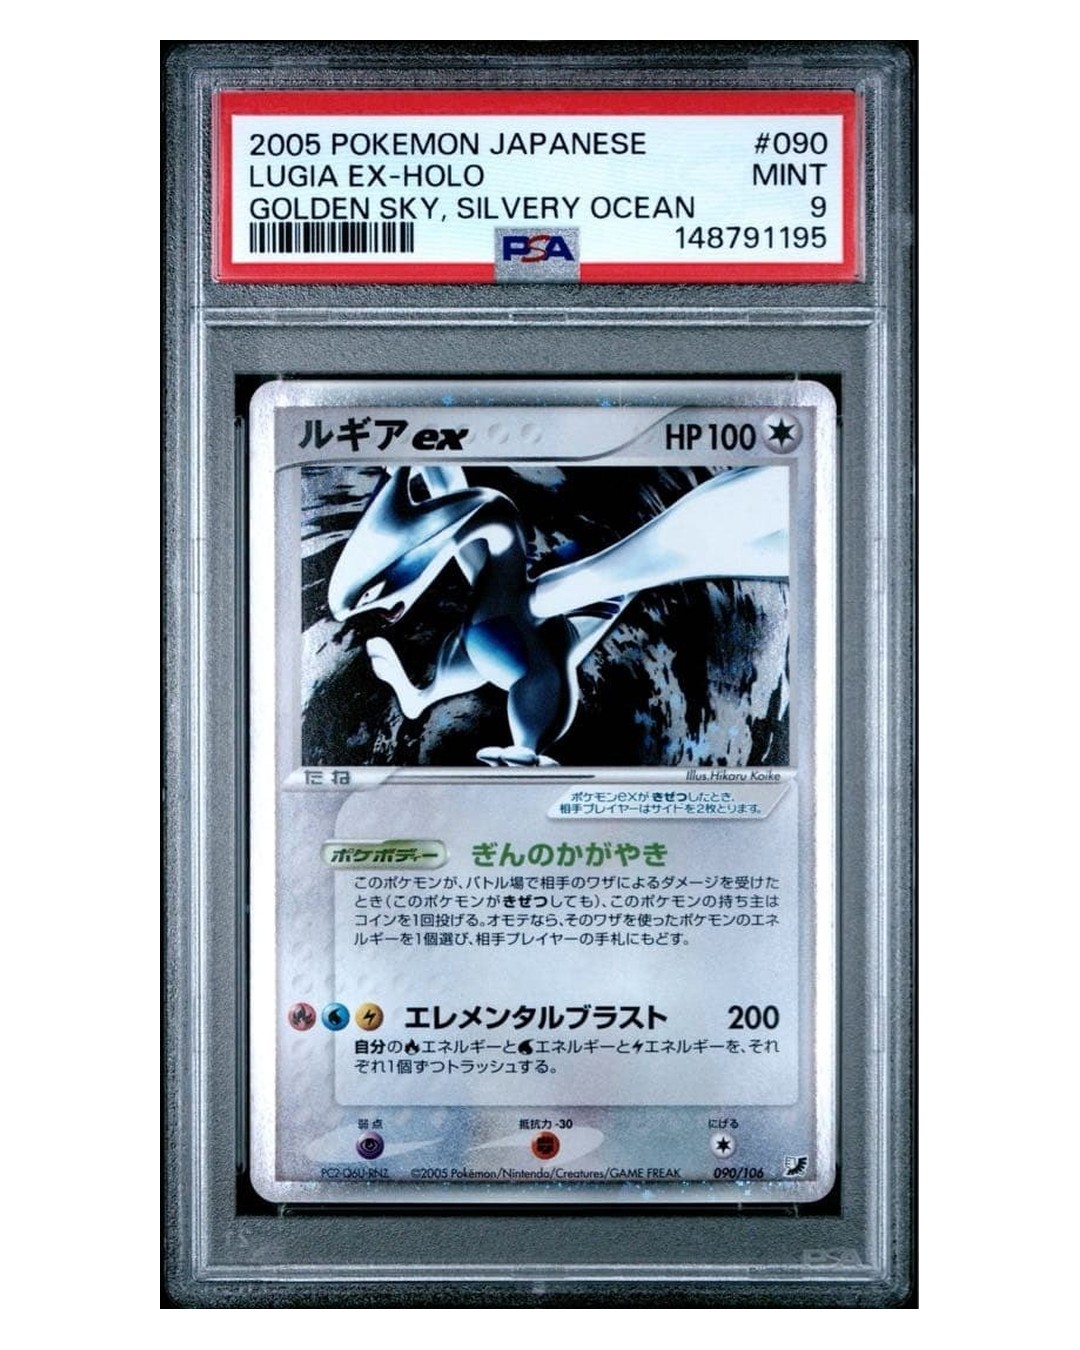 2005 POKEMON JAPANESE #090
LUGIA EX-HOLO MINT
GOLDEN SKY, SILVERY OCEAN 9
PSA 148791195
ルギアex HP100
たね Illus.Hikaru Koike
ポケモンexがきぜつしたとき、
相手プレイヤーはサイドを2枚とります。
ポケボディー ぎんのかがやき
このポケモンが、バトル場で相手のワザによるダメージを受けた
とき(このポケモンがきぜつしても)、このポケモンの持ち主は
コインを1回投げる。オモテなら、そのワザを使ったポケモンのエネ
ルギーを1個選び、相手プレイヤーの手札にもどす。
エレメンタルブラスト 200
自分のエネルギーとエネルギーとエネルギーを、それ
ぞれ1個ずつトラッシュする。
弱点 抵抗力 -30 にげる
PC2-Q6U-RNZ ©2005 Pokémon/Nintendo/Creatures/GAME FREAK 090/106
PSA